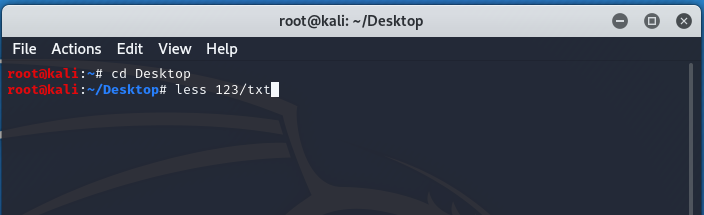 root@kali: ~/Desktop
File Actions Edit View Help
root@kali:~# cd Desktop
root@kali:~/Desktop# less 123/txt